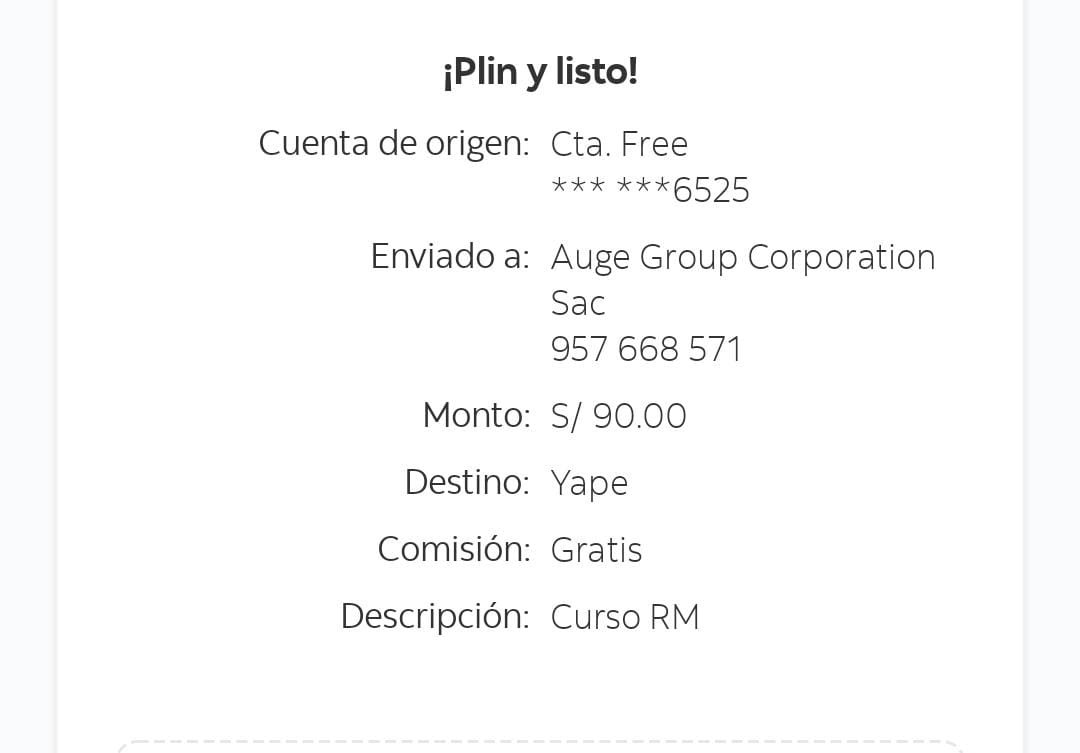 ¡Plin y listo!
Cuenta de origen: Cta. Free
*** ***6525
Enviado a: Auge Group Corporation
Sac
957 668 571
Monto: S/ 90.00
Destino: Yape
Comisión: Gratis
Descripción: Curso RM